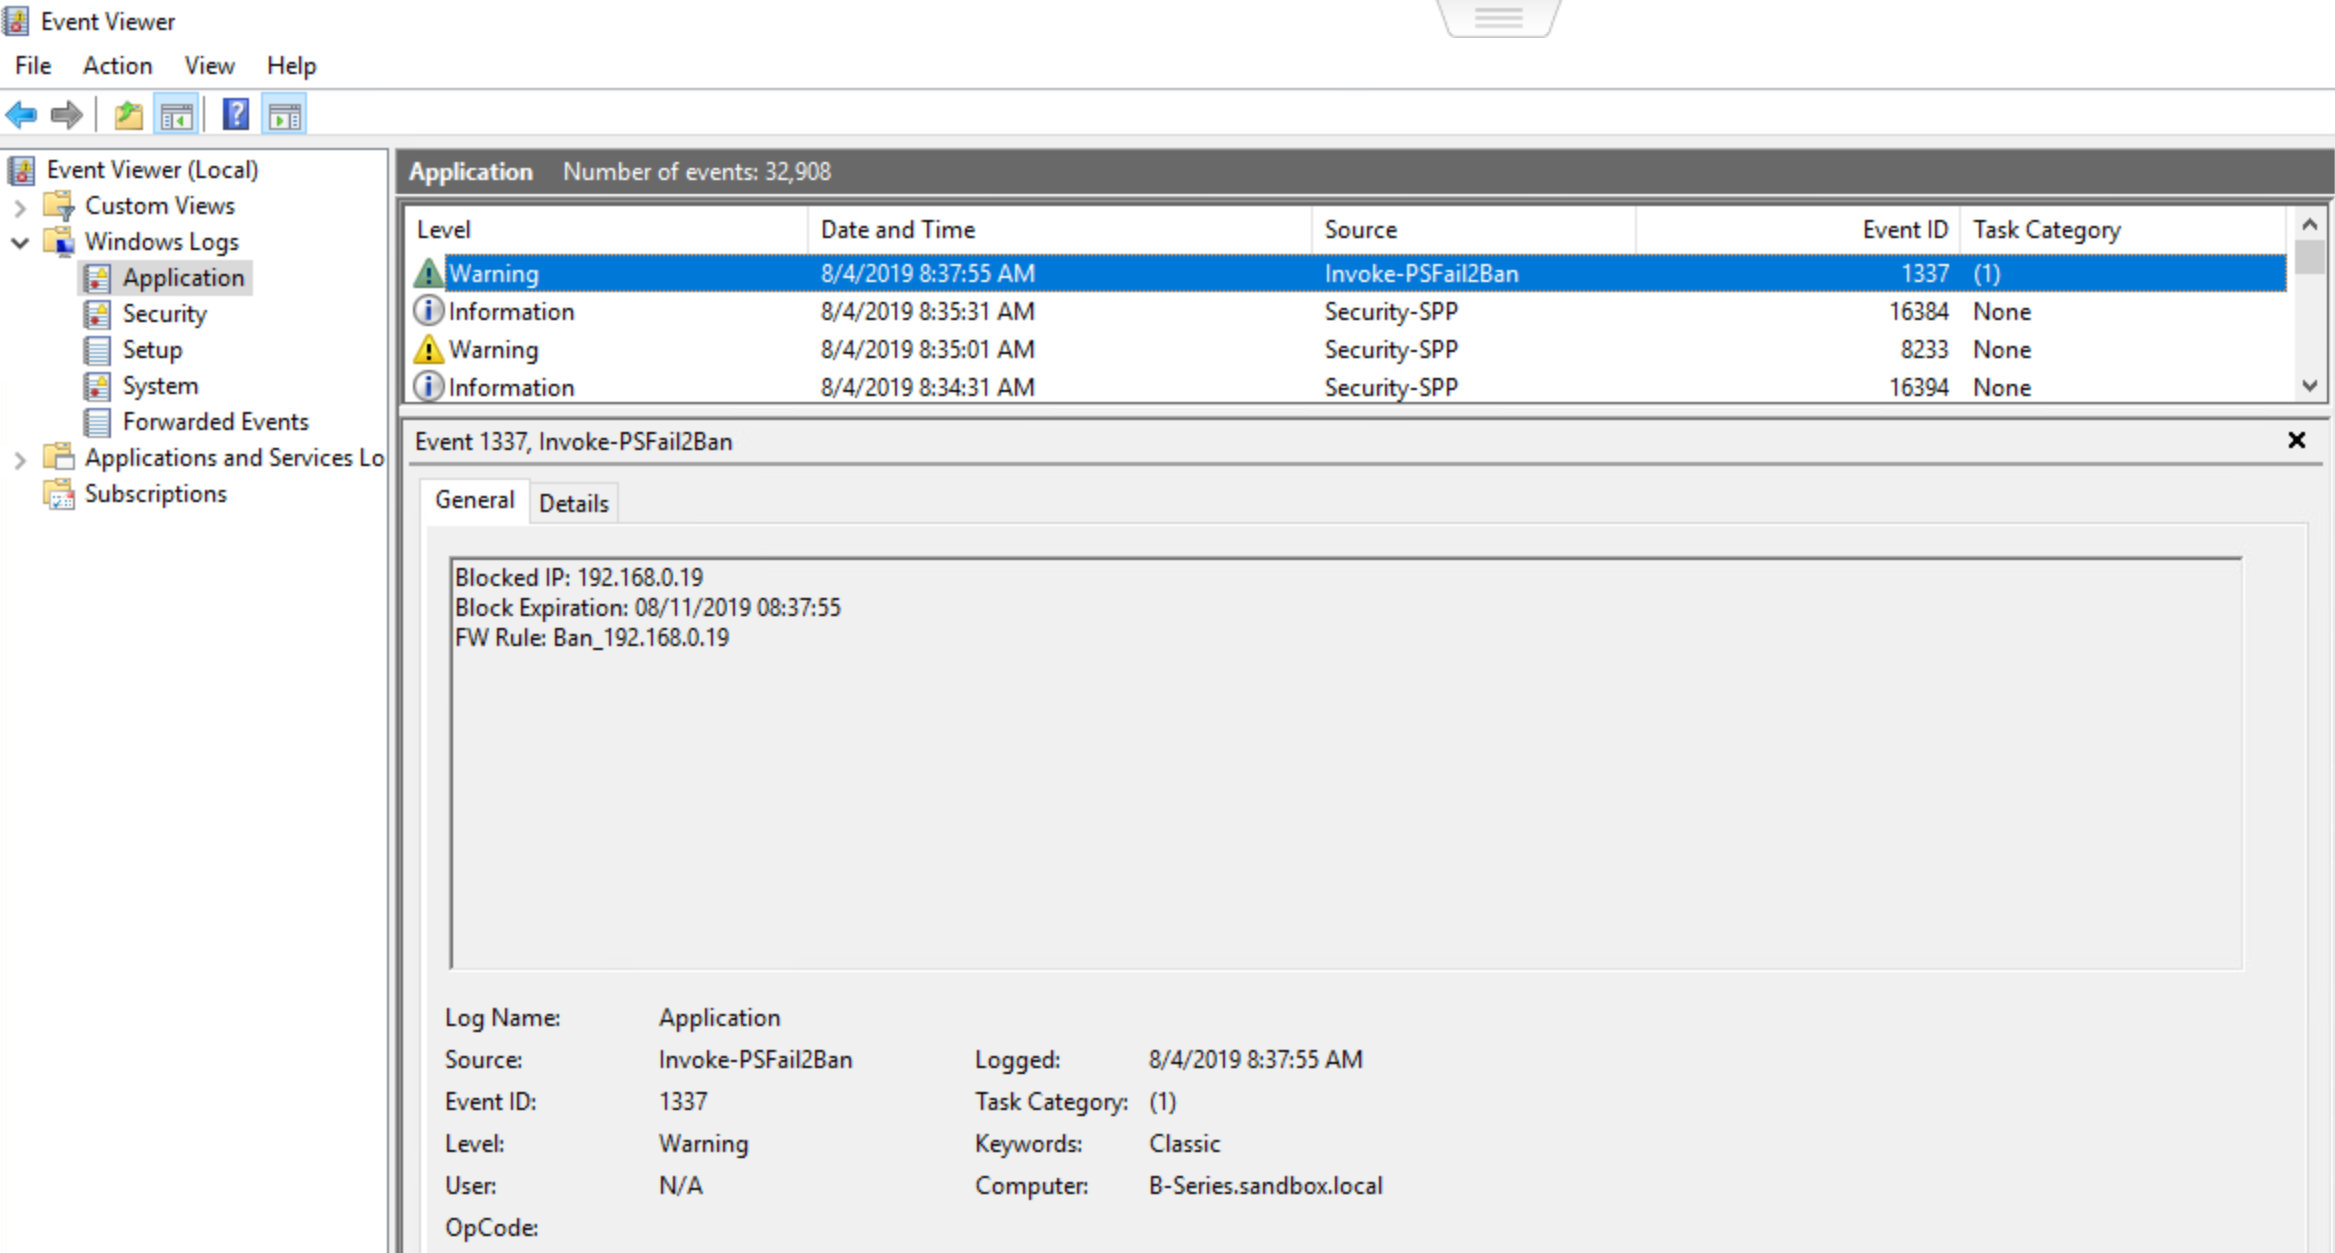 Event Viewer
File Action View Help
Event Viewer (Local)
Custom Views
Windows Logs
Application
Security
Setup
System
Forwarded Events
Applications and Services Lo
Subscriptions
Application Number of events: 32,908
Level Date and Time Source Event ID Task Category
Warning 8/4/2019 8:37:55 AM Invoke-PSFail2Ban 1337 (1)
Information 8/4/2019 8:35:31 AM Security-SPP 16384 None
Warning 8/4/2019 8:35:01 AM Security-SPP 8233 None
Information 8/4/2019 8:34:31 AM Security-SPP 16394 None
Event 1337, Invoke-PSFail2Ban
General Details
Blocked IP: 192.168.0.19
Block Expiration: 08/11/2019 08:37:55
FW Rule: Ban_192.168.0.19
Log Name: Application
Source: Invoke-PSFail2Ban Logged: 8/4/2019 8:37:55 AM
Event ID: 1337 Task Category: (1)
Level: Warning Keywords: Classic
User: N/A Computer: B-Series.sandbox.local
OpCode: